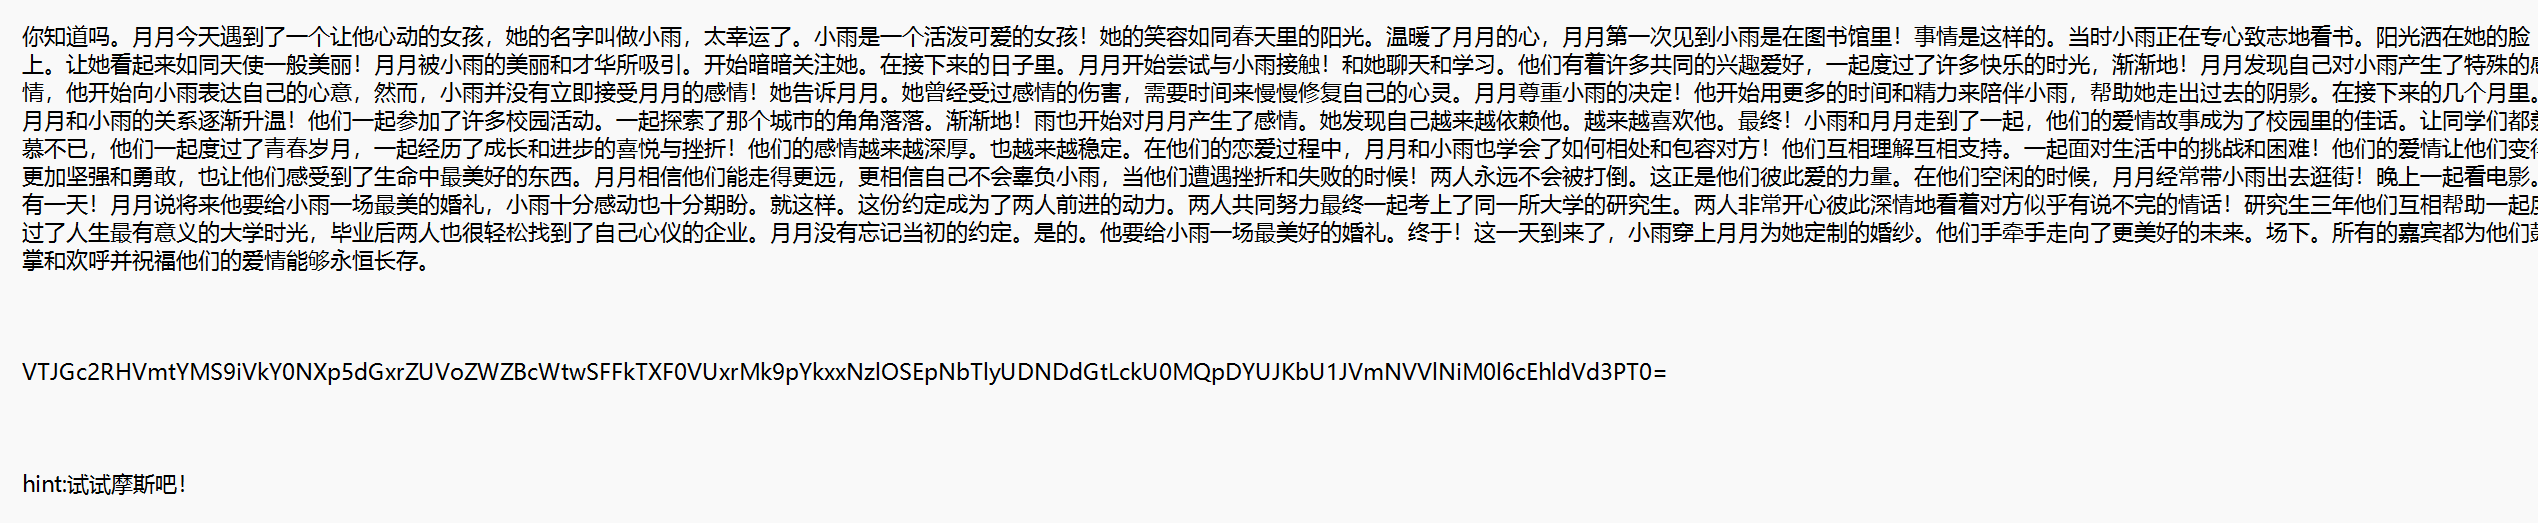 你知道吗。月月今天遇到了一个让他心动的女孩，她的名字叫做小雨，太幸运了。小雨是一个活泼可爱的女孩！她的笑容如同春天里的阳光。温暖了月月的心，月月第一次见到小雨是在图书馆里！事情是这样的。当时小雨正在专心致志地看书。阳光洒在她的脸
上。让她看起来如同天使一般美丽！月月被小雨的美丽和才华所吸引。开始暗暗关注她。在接下来的日子里。月月开始尝试与小雨接触！和她聊天和学习。他们有着许多共同的兴趣爱好，一起度过了许多快乐的时光，渐渐地！月月发现自己对小雨产生了特殊的感
情，他开始向小雨表达自己的心意，然而，小雨并没有立即接受月月的感情！她告诉月月。她曾经受过感情的伤害，需要时间来慢慢修复自己的心灵。月月尊重小雨的决定！他开始用更多的时间和精力来陪伴小雨，帮助她走出过去的阴影。在接下来的几个月里。
月月和小雨的关系逐渐升温！他们一起参加了许多校园活动。一起探索了那个城市的角角落落。渐渐地！雨也开始对月月产生了感情。她发现自己越来越依赖他。越来越喜欢他。最终！小雨和月月走到了一起，他们的爱情故事成为了校园里的佳话。让同学们都羡
慕不已，他们一起度过了青春岁月，一起经历了成长和进步的喜悦与挫折！他们的感情越来越深厚。也越来越稳定。在他们的恋爱过程中，月月和小雨也学会了如何相处和包容对方！他们互相理解互相支持。一起面对生活中的挑战和困难！他们的爱情让他们变得
更加坚强和勇敢，也让他们感受到了生命中最美好的东西。月月相信他们能走得更远，更相信自己不会辜负小雨，当他们遭遇挫折和失败的时候！两人永远不会被打倒。这正是他们彼此爱的力量。在他们空闲的时候，月月经常带小雨出去逛街！晚上一起看电影。
有一天！月月说将来他要给小雨一场最美的婚礼，小雨十分感动也十分期盼。就这样。这份约定成为了两人前进的动力。两人共同努力最终一起考上了同一所大学的研究生。两人非常开心彼此深情地看着对方似乎有说不完的情话！研究生三年他们互相帮助一起度
过了人生最有意义的大学时光，毕业后两人也很轻松找到了自己心仪的企业。月月没有忘记当初的约定。是的。他要给小雨一场最美好的婚礼。终于！这一天到来了，小雨穿上月月为她定制的婚纱。他们手牵手走向了更美好的未来。场下。所有的嘉宾都为他们鼓
掌和欢呼并祝福他们的爱情能够永恒长存。
VTJGc2RHVmtYMS9iVkY0NXp5dGxrZUVoZWZBcWtwSFFkTXF0VUxrMk9pYkxxNzlOSEpNbTlyUDNDdGtLckU0MQpDYUJKbU1JVmNVVlNiM0l6cEhldVd3PT0=
hint:试试摩斯吧！